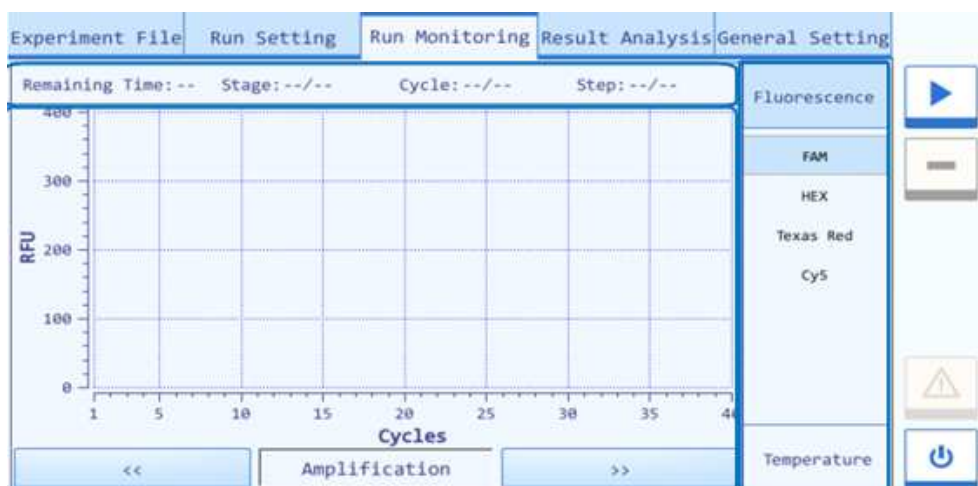 Experiment File Run Setting Run Monitoring Result Analysis General Setting
Remaining Time:-- Stage:--/-- Cycle:--/-- Step:--/--
Fluorescence
400
300
200
100
0
RFU
1 5 10 15 20 25 30 35 40
Cycles
FAM
HEX
Texas Red
Cy5
<< Amplification >>
Temperature